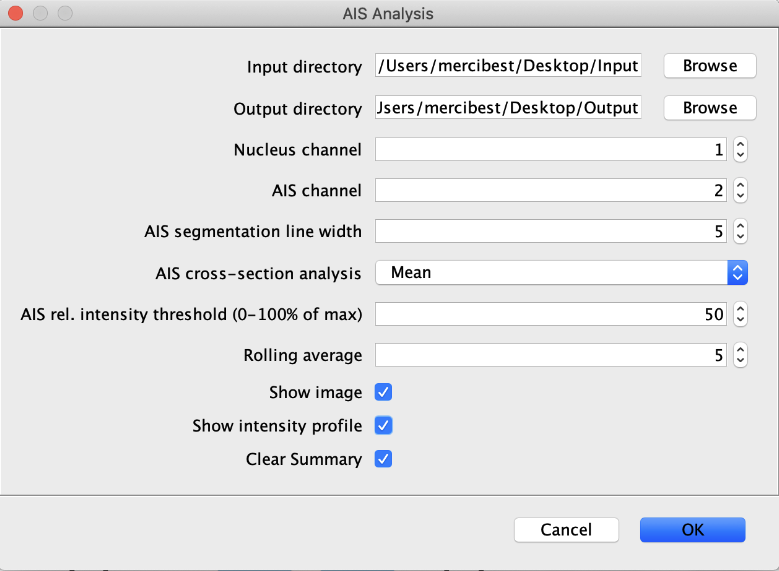 AIS Analysis
Input directory /Users/mercibest/Desktop/Input Browse
Output directory Jsers/mercibest/Desktop/Output Browse
Nucleus channel 1
AIS channel 2
AIS segmentation line width 5
AIS cross-section analysis Mean
AIS rel. intensity threshold (0-100% of max) 50
Rolling average 5
Show image
Show intensity profile
Clear Summary
Cancel OK